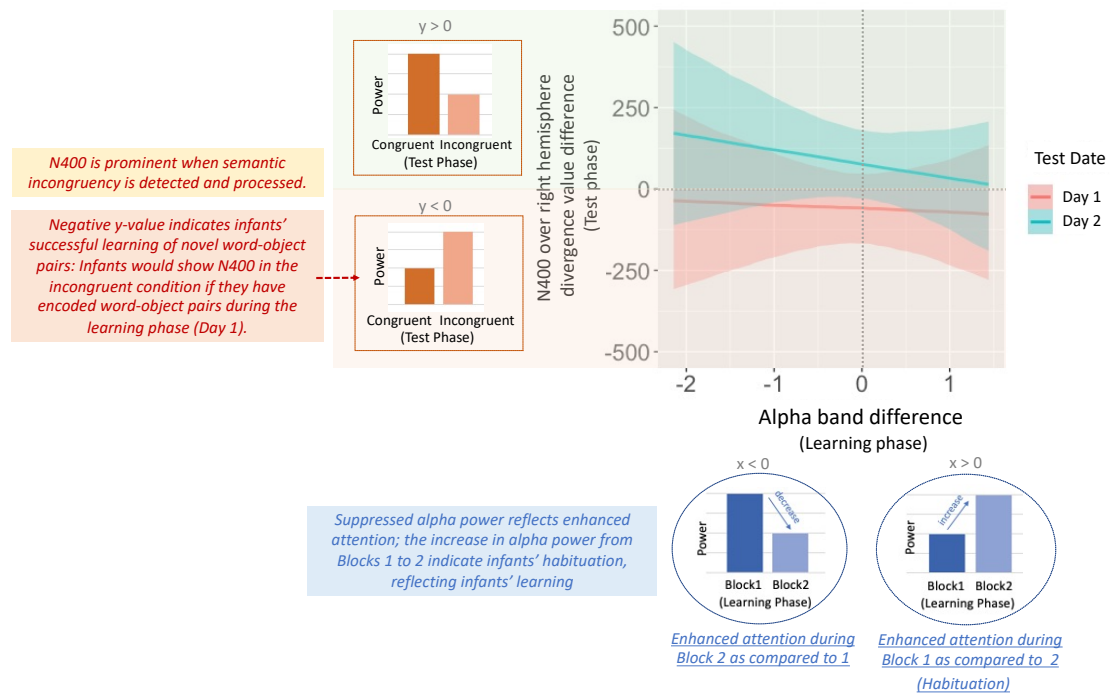 y > 0
Power
Congruent Incongruent
(Test Phase)
N400 is prominent when semantic
incongruency is detected and processed.
y < 0
Power
Congruent Incongruent
(Test Phase)
Negative y-value indicates infants'
successful learning of novel word-object
pairs: Infants would show N400 in the
incongruent condition if they have
encoded word-object pairs during the
learning phase (Day 1).
N400 over right hemisphere
divergence value difference
(Test phase)
500
250
0
-250
-500
-2 -1 0 1
Alpha band difference
(Learning phase)
Test Date
Day 1
Day 2
x < 0
Power
decrease
Block1 Block2
(Learning Phase)
Enhanced attention during
Block 2 as compared to 1
x > 0
Power
increase
Block1 Block2
(Learning Phase)
Enhanced attention during
Block 1 as compared to 2
(Habituation)
Suppressed alpha power reflects enhanced
attention; the increase in alpha power from
Blocks 1 to 2 indicate infants' habituation,
reflecting infants' learning